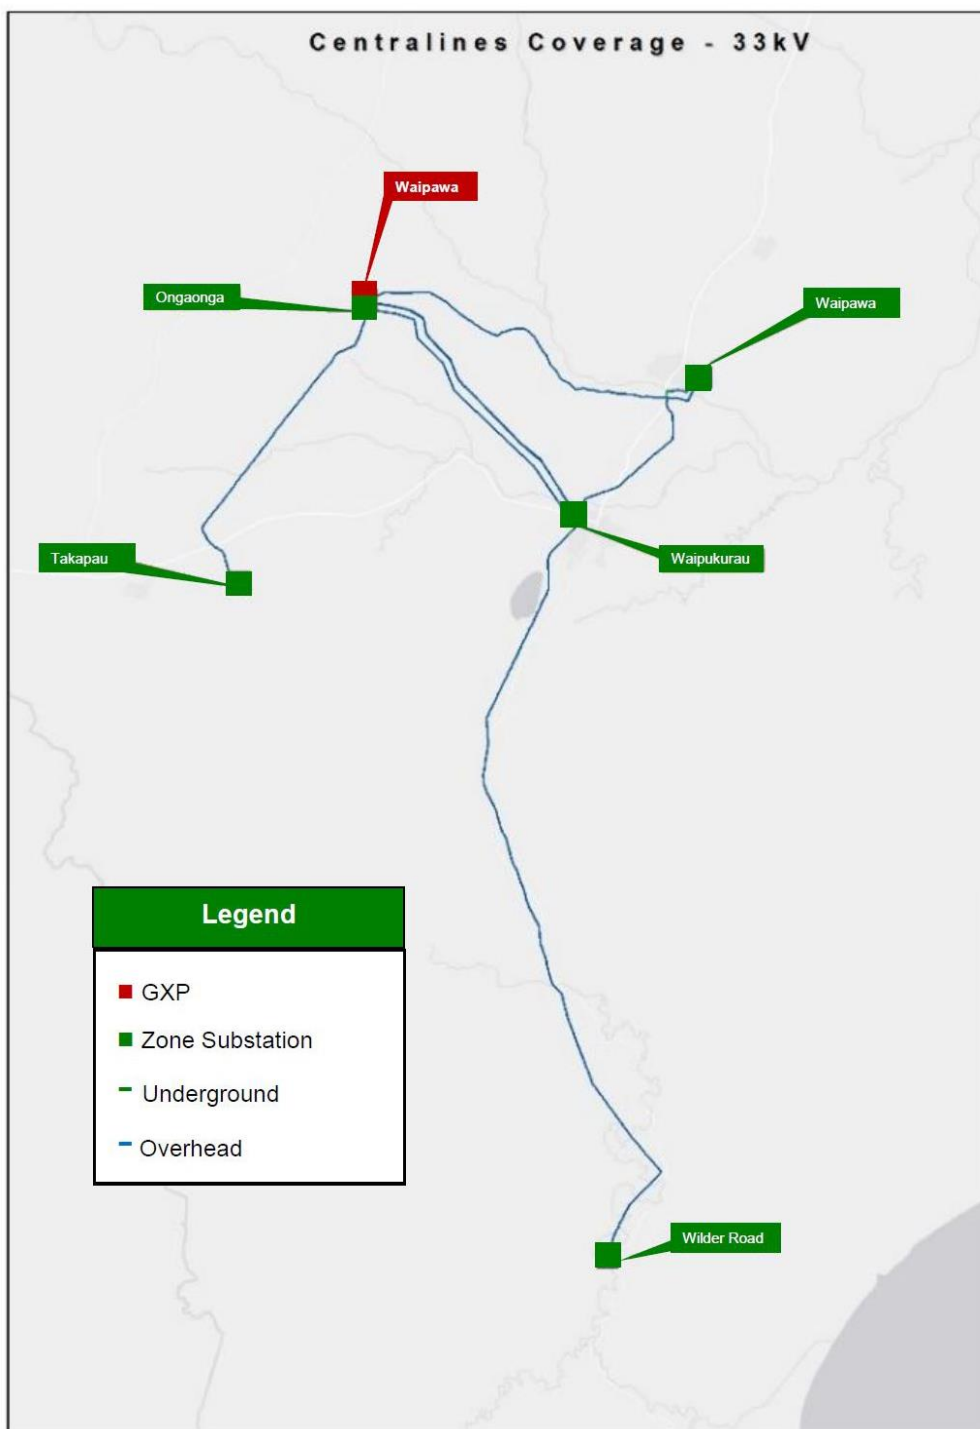 Centralines Coverage - 33kV
Waipawa
Ongaonga
Waipawa
Takapau
Waipukurau
Legend
GXP
Zone Substation
Underground
Overhead
Wilder Road